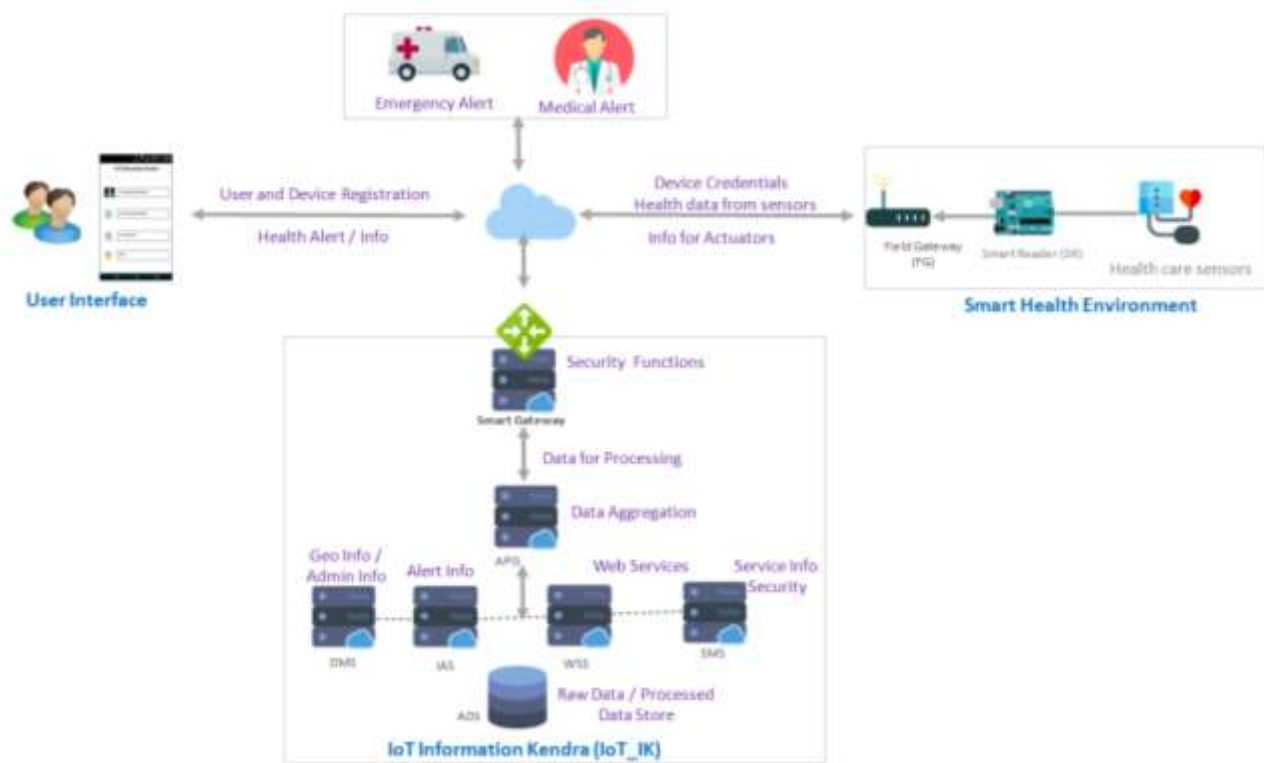 Emergency Alert
Medical Alert
User and Device Registration
Health Alert / Info
User Interface
Device Credentials
Health data from sensors
Info for Actuators
Field Gateway
(FG)
Smart Reader (SR)
Health care sensors
Smart Health Environment
Security Functions
Smart Gateway
Data for Processing
Data Aggregation
Geo Info /
Admin Info
Alert Info
Web Services
Service Info
Security
IAS
WSS
SMS
ADS
Raw Data / Processed
Data Store
IoT Information Kendra (IoT_IK)